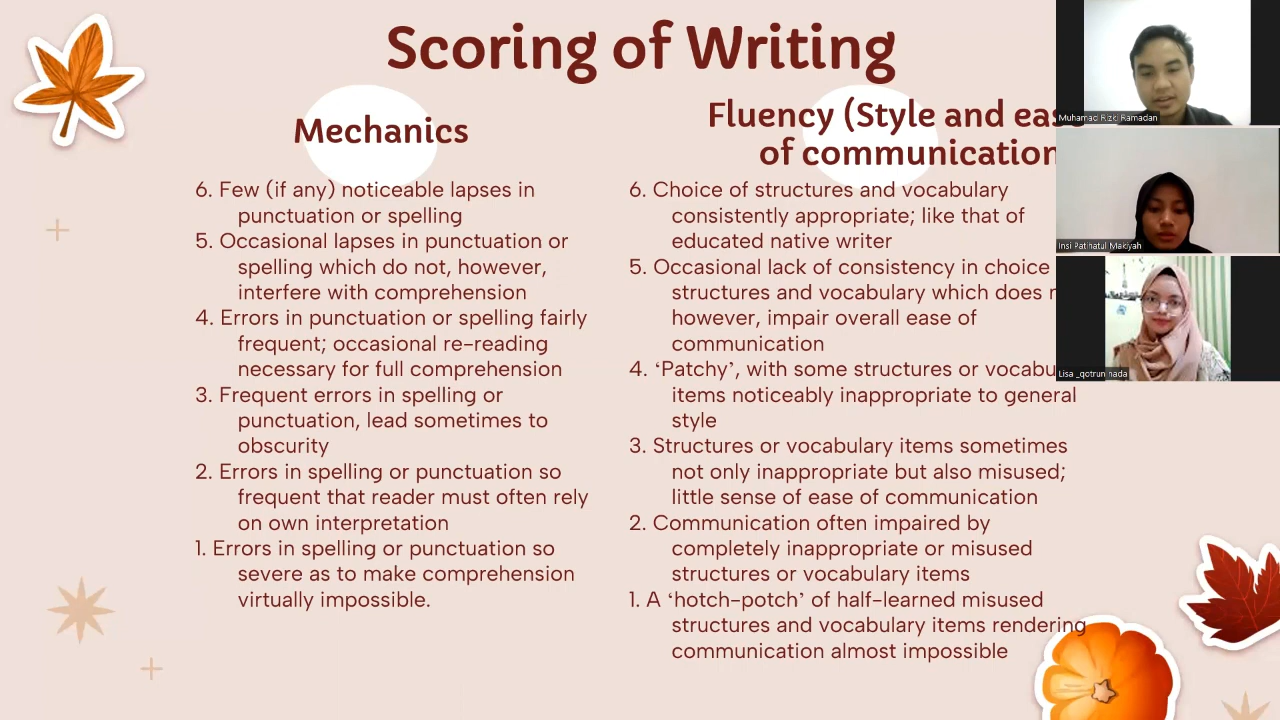 Scoring of Writing
Mechanics
6. Few (if any) noticeable lapses in
punctuation or spelling
5. Occasional lapses in punctuation or
spelling which do not, however,
interfere with comprehension
4. Errors in punctuation or spelling fairly
frequent; occasional re-reading
necessary for full comprehension
3. Frequent errors in spelling or
punctuation, lead sometimes to
obscurity
2. Errors in spelling or punctuation so
frequent that reader must often rely
on own interpretation
1. Errors in spelling or punctuation so
severe as to make comprehension
virtually impossible.
Fluency (Style and
of communication
6. Choice of structures and vocabulary
consistently appropriate; like that of
educated native writer
5. Occasional lack of consistency in choice
structures and vocabulary which does
however, impair overall ease of
communication
4. ‘Patchy’, with some structures or
items noticeably inappropriate to general
style
3. Structures or vocabulary items sometimes
not only inappropriate but also misused;
little sense of ease of communication
2. Communication often impaired by
completely inappropriate or misused
structures or vocabulary items
1. A ‘hotch-potch’ of half-learned misused
structures and vocabulary items rendering
communication almost impossible
Muhamad Rizki Ramadan
Insi Patihatul Makiyah
Lisa _qotrun nada